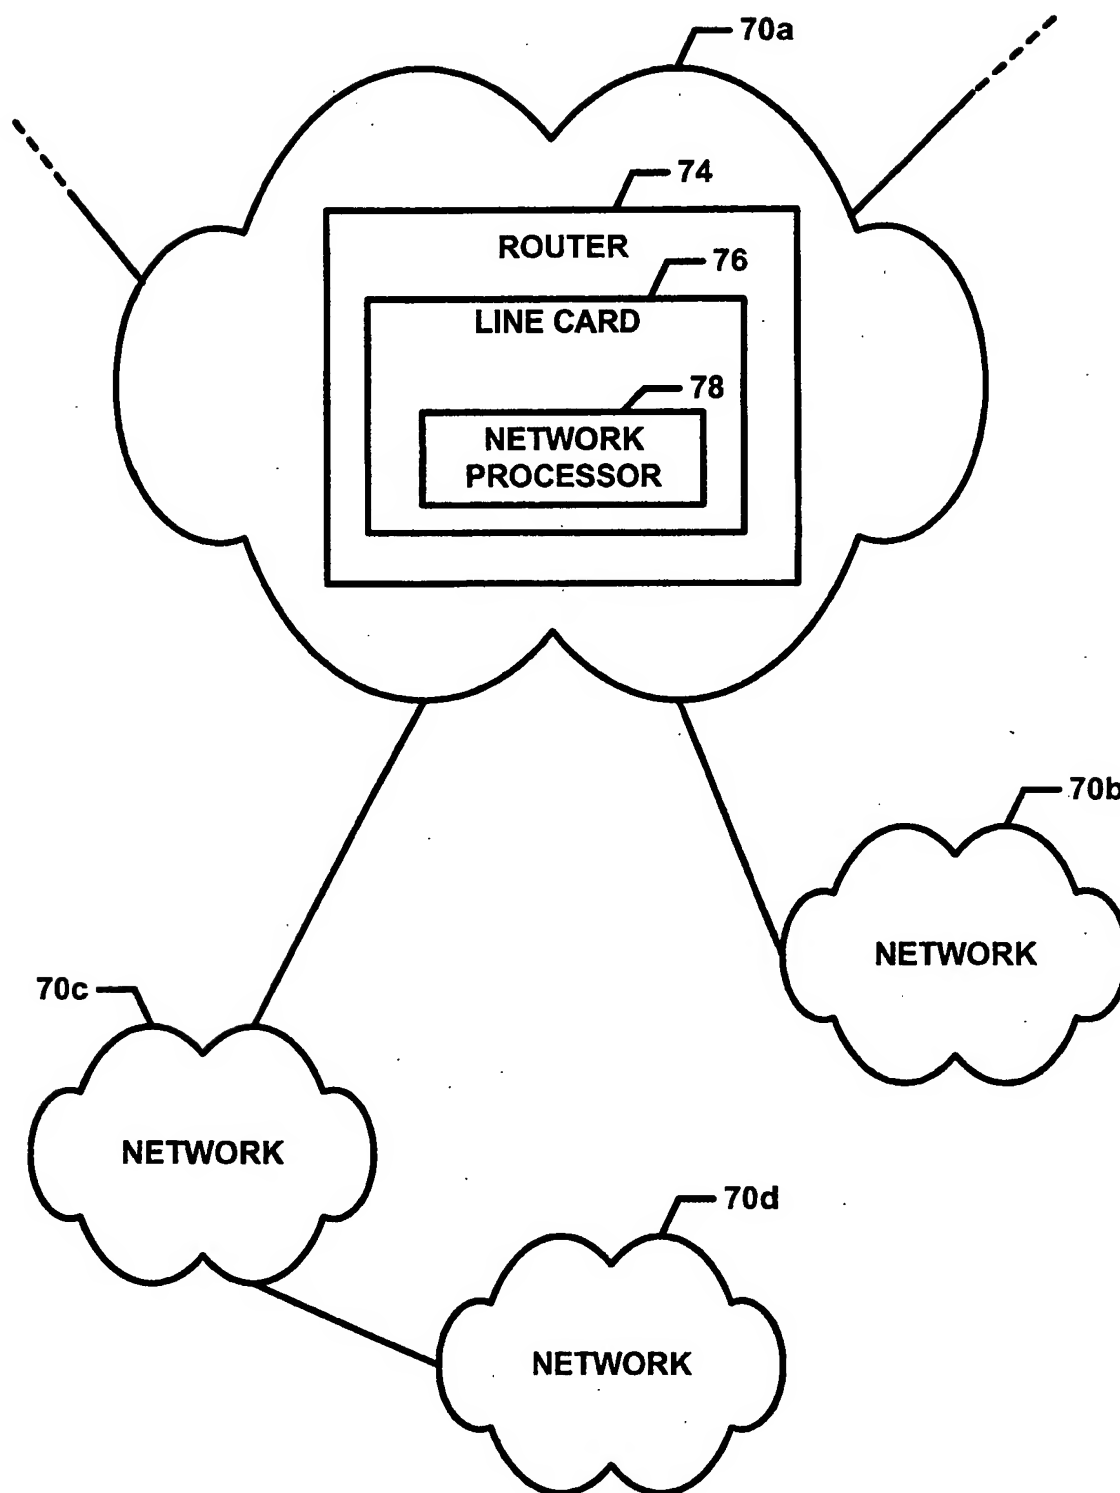 70a
74
ROUTER
76
LINE CARD
78
NETWORK
PROCESSOR
70b
NETWORK
70c
NETWORK
70d
NETWORK